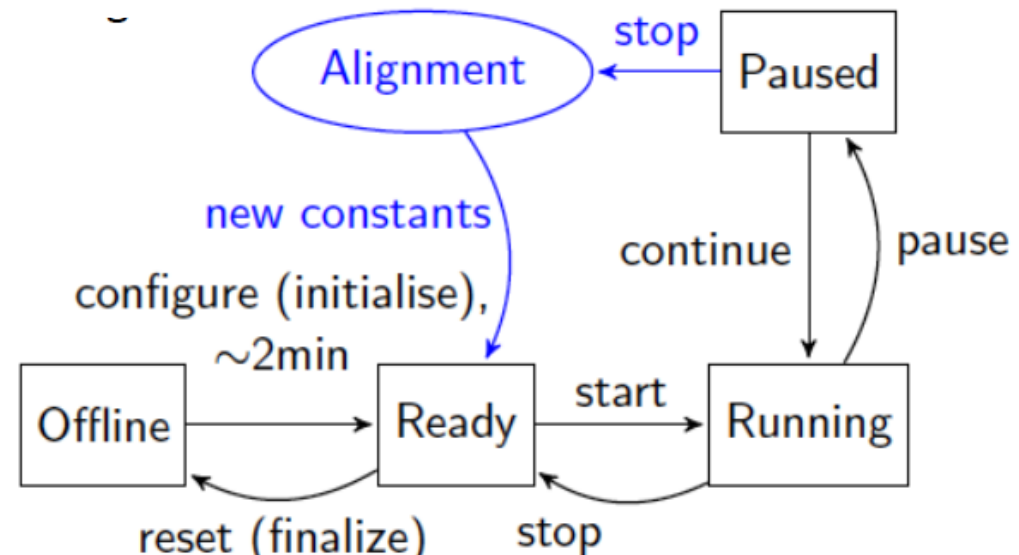 stop
Alignment
Paused
new constants
continue
pause
configure (initialise),
~2min
Offline
Ready
start
Running
reset (finalize)
stop